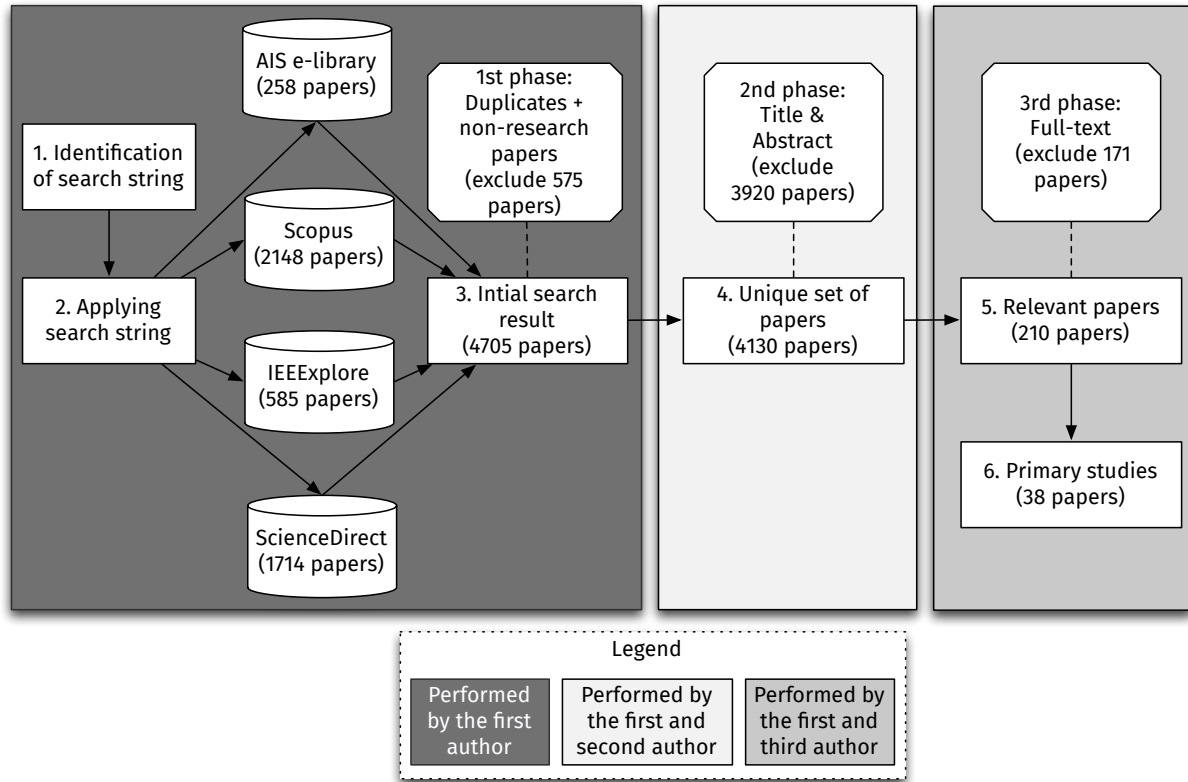 1. Identification
of search string
2. Applying
search string
AIS e-library
(258 papers)
Scopus
(2148 papers)
IEEExplore
(585 papers)
ScienceDirect
(1714 papers)
1st phase:
Duplicates +
non-research
papers
(exclude 575
papers)
3. Intial search
result
(4705 papers)
2nd phase:
Title &
Abstract
(exclude
3920 papers)
4. Unique set of
papers
(4130 papers)
3rd phase:
Full-text
(exclude 171
papers)
5. Relevant papers
(210 papers)
6. Primary studies
(38 papers)
Legend
Performed
by the first
author
Performed by
the first and
second author
Performed by
the first and
third author